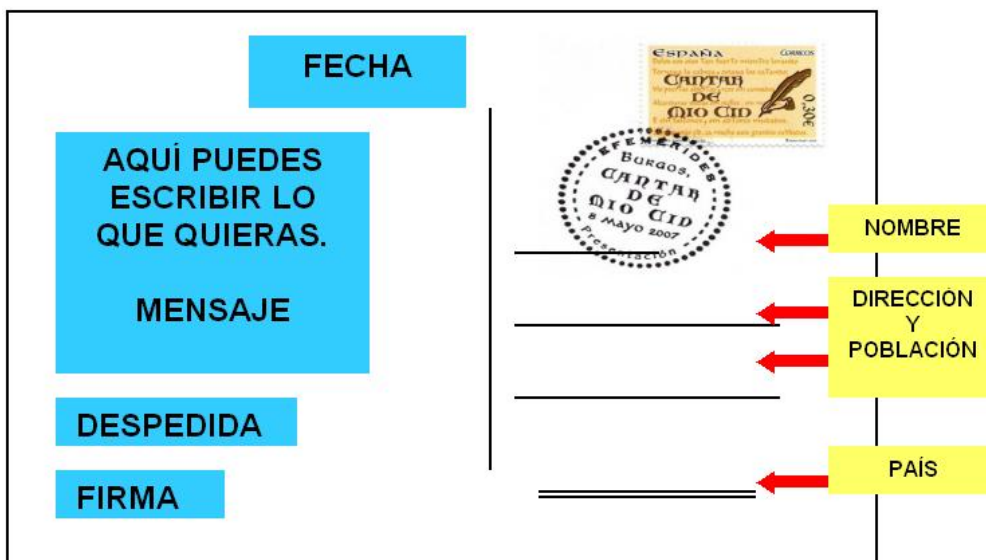 FECHA
AQUÍ PUEDES
ESCRIBIR LO
QUE QUIERAS.
MENSAJE
DESPEDIDA
FIRMA
ESPAÑA
CORREOS
CANTAR
DE
MIO CID
0,30€
EFEMÉRIDES
BURGOS,
CANTAR
DE
MIO CID
8 MAYO 2007
Presentación
NOMBRE
DIRECCIÓN
Y
POBLACIÓN
PAÍS